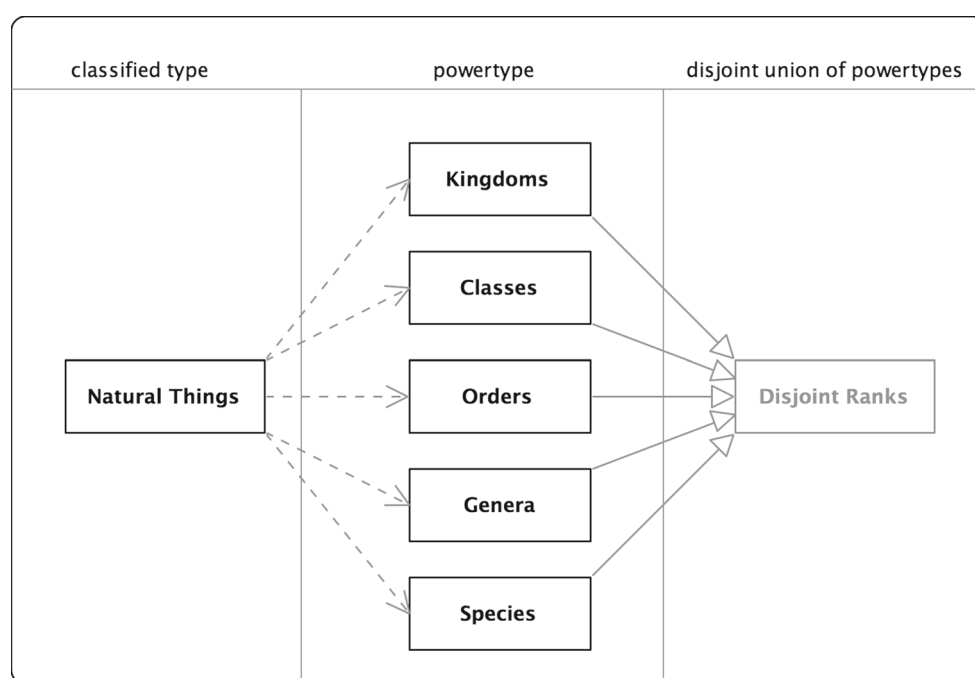 classified type
powertype
disjoint union of powertypes
Kingdoms
Classes
Natural Things
Orders
Disjoint Ranks
Genera
Species